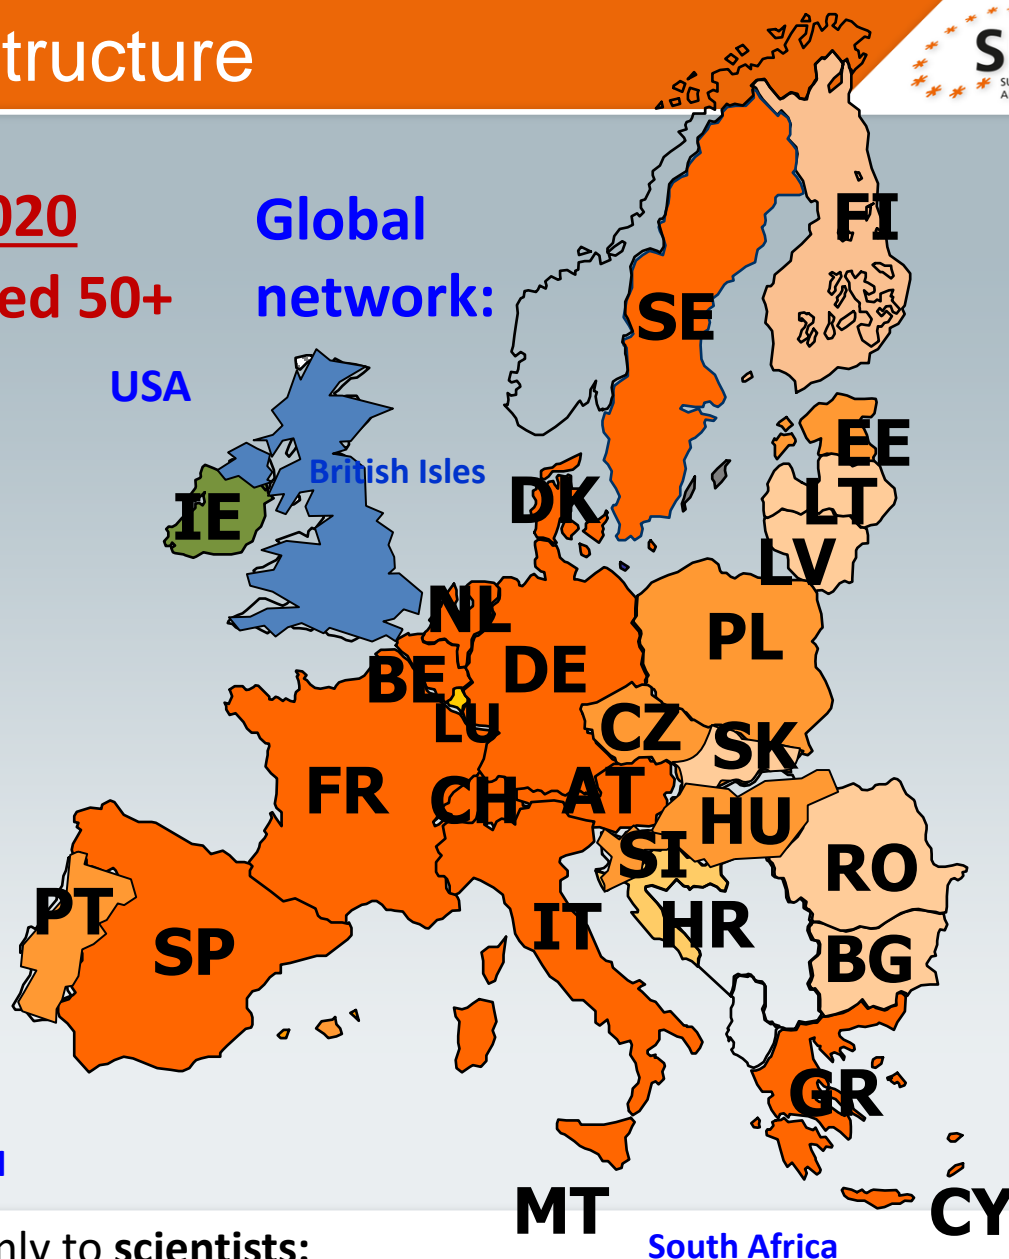 tructure
S
SU
A
020
ed 50+
Global
network:
USA
British Isles
FI
SE
EE
LT
LV
DK
IE
NL
BE
DE
PL
LU
CZ
SK
FR
CH
AT
HU
SI
RO
PT
SP
IT
HR
BG
GR
MT
CY
nly to scientists:
South Africa